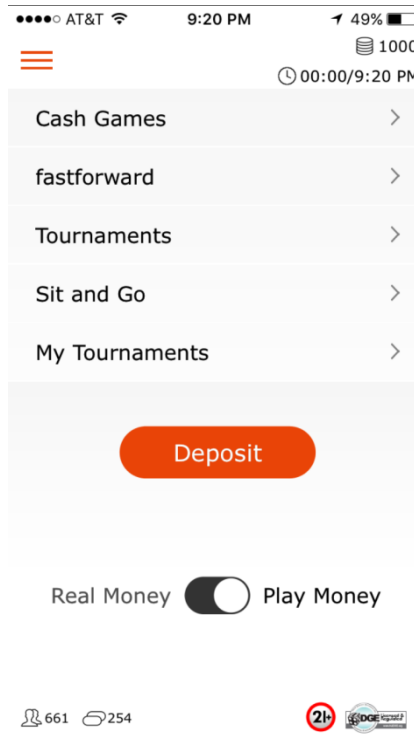 AT&T 9:20 PM 49%
1000
00:00/9:20 PM
Cash Games
fastforward
Tournaments
Sit and Go
My Tournaments
Deposit
Real Money Play Money
661 254 21+ DGE